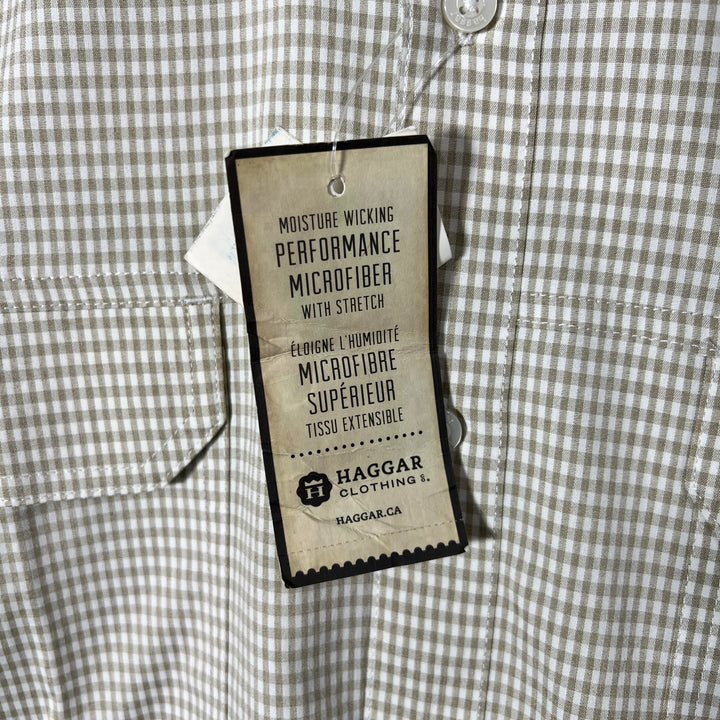 MOISTURE WICKING
PERFORMANCE
MICROFIBER
WITH STRETCH
ÉLOIGNE L'HUMIDITÉ
MICROFIBRE
SUPÉRIEUR
TISSU EXTENSIBLE
H
HAGGAR
CLOTHING CO.
HAGGAR.CA